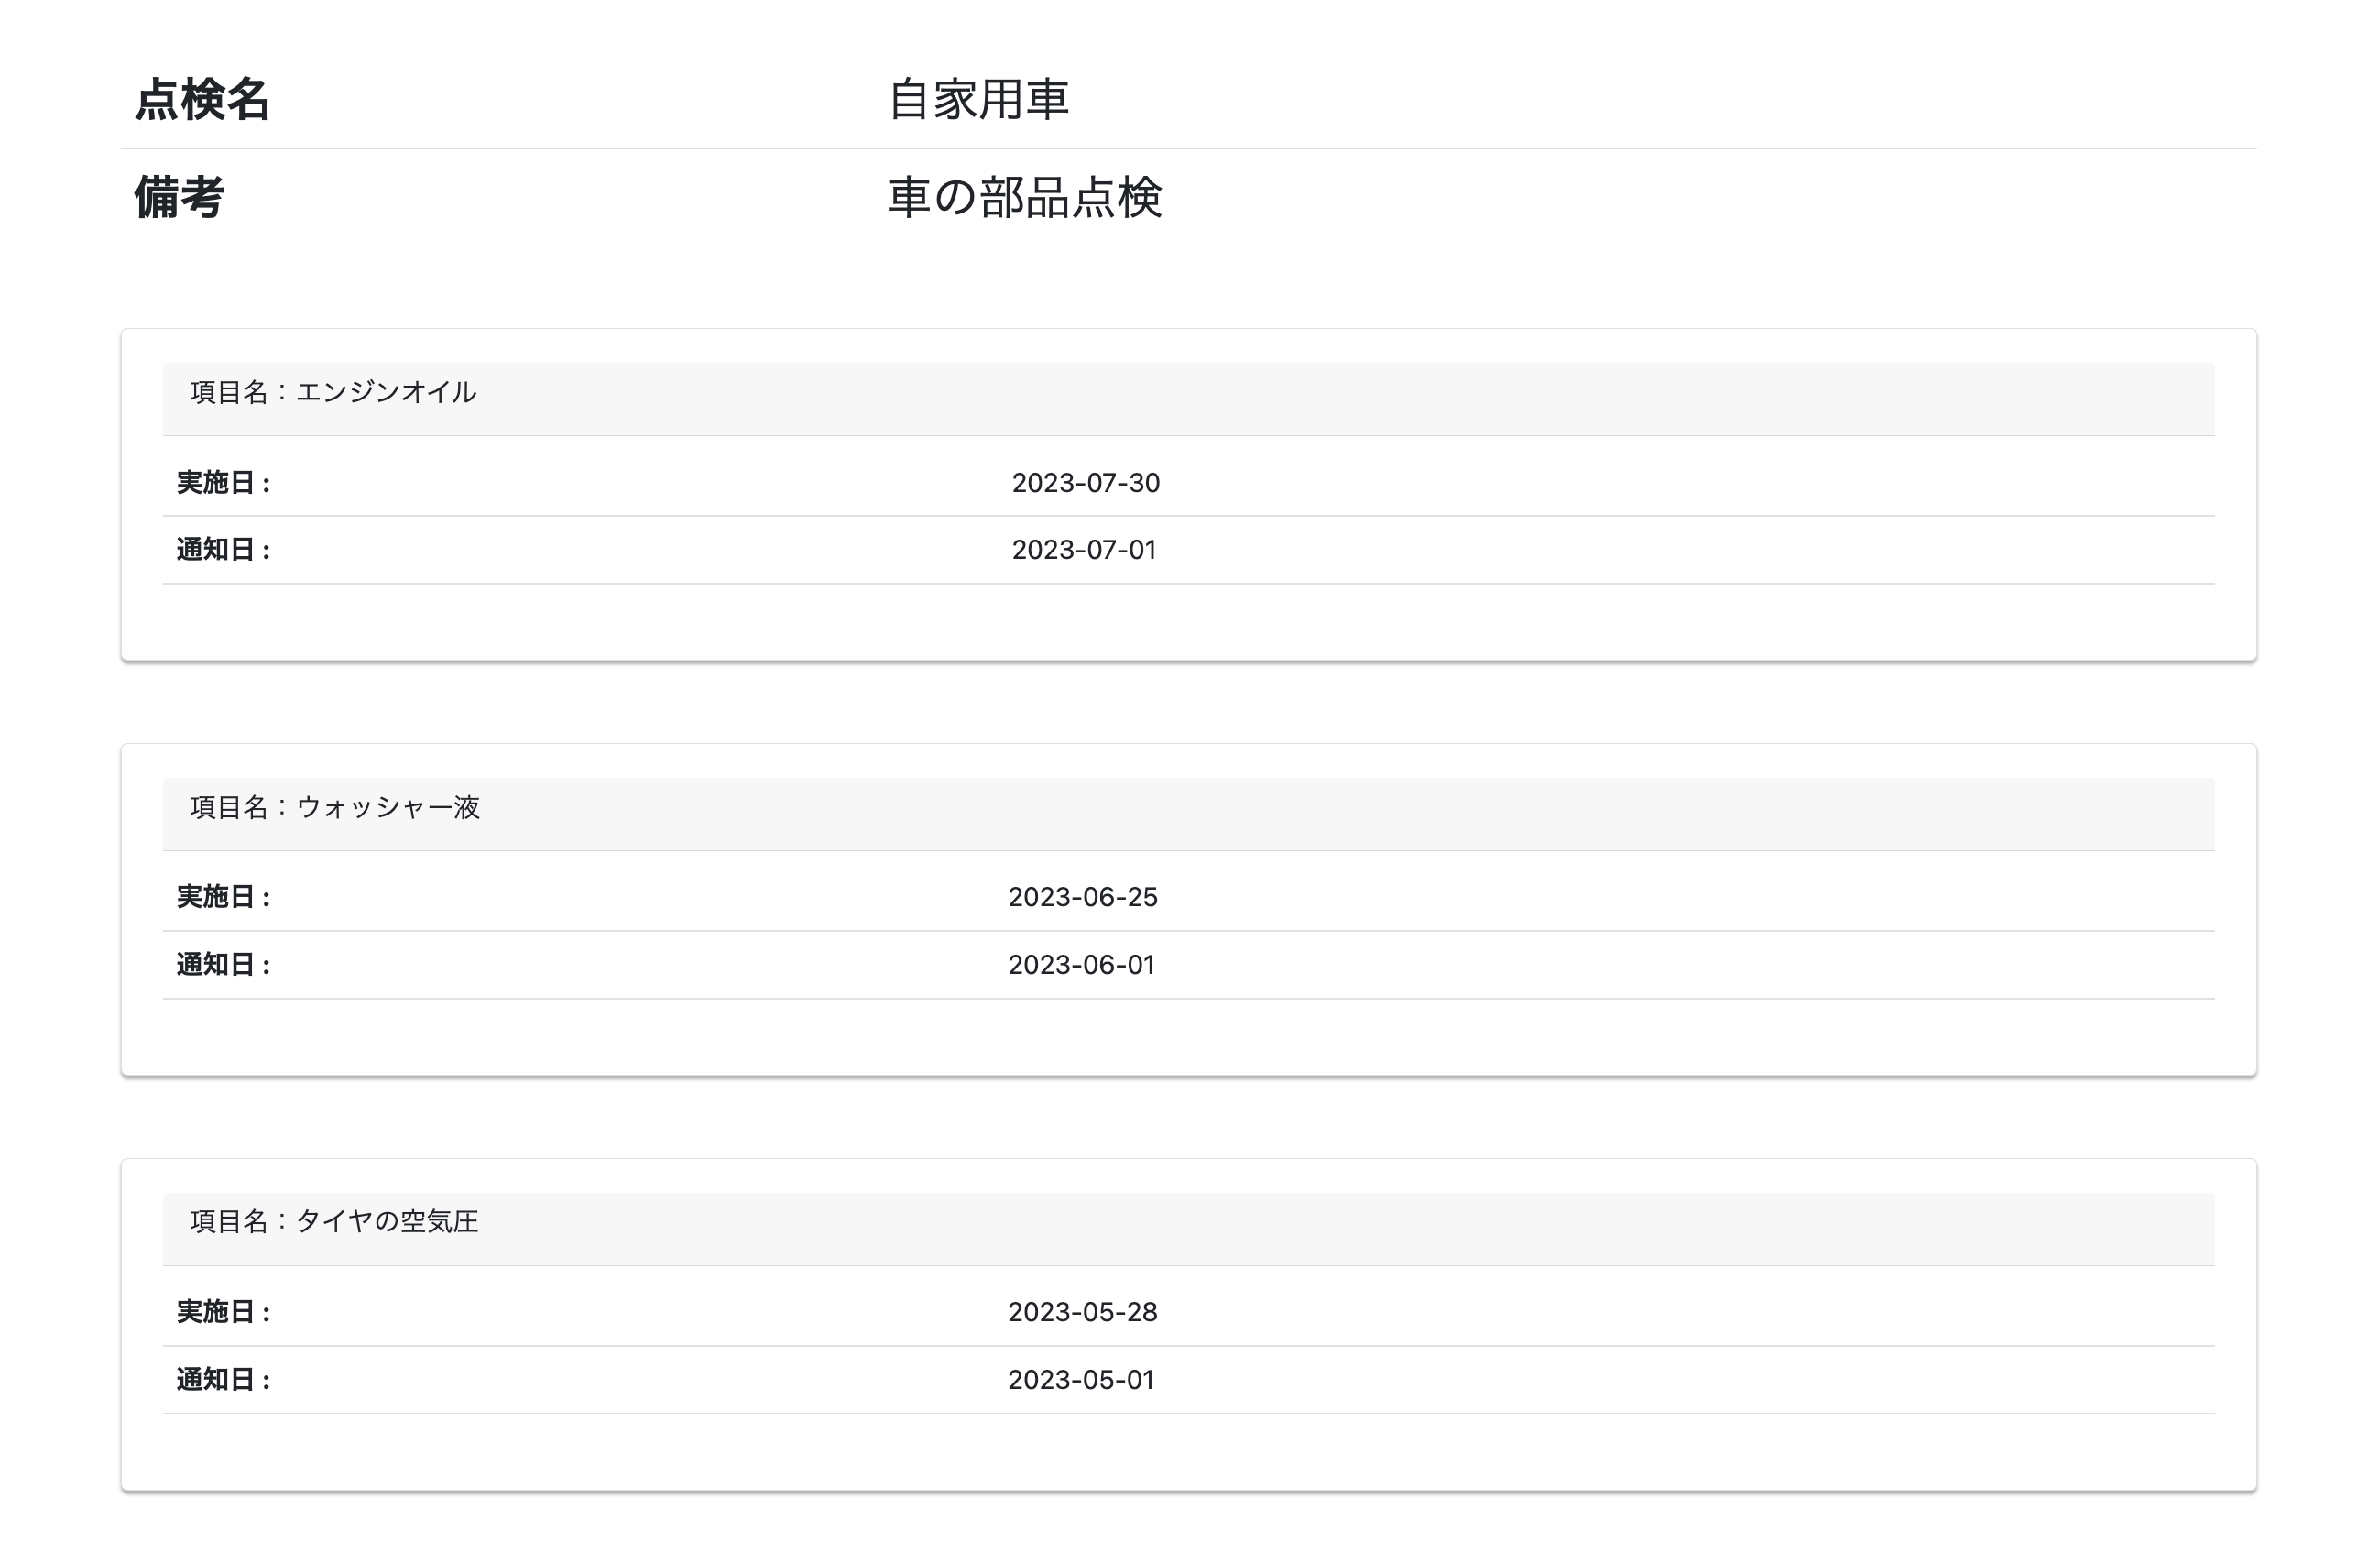 点検名 自家用車
備考 車の部品点検
項目名：エンジンオイル
実施日 : 2023-07-30
通知日 : 2023-07-01
項目名：ウォッシャー液
実施日 : 2023-06-25
通知日 : 2023-06-01
項目名：タイヤの空気圧
実施日 : 2023-05-28
通知日 : 2023-05-01